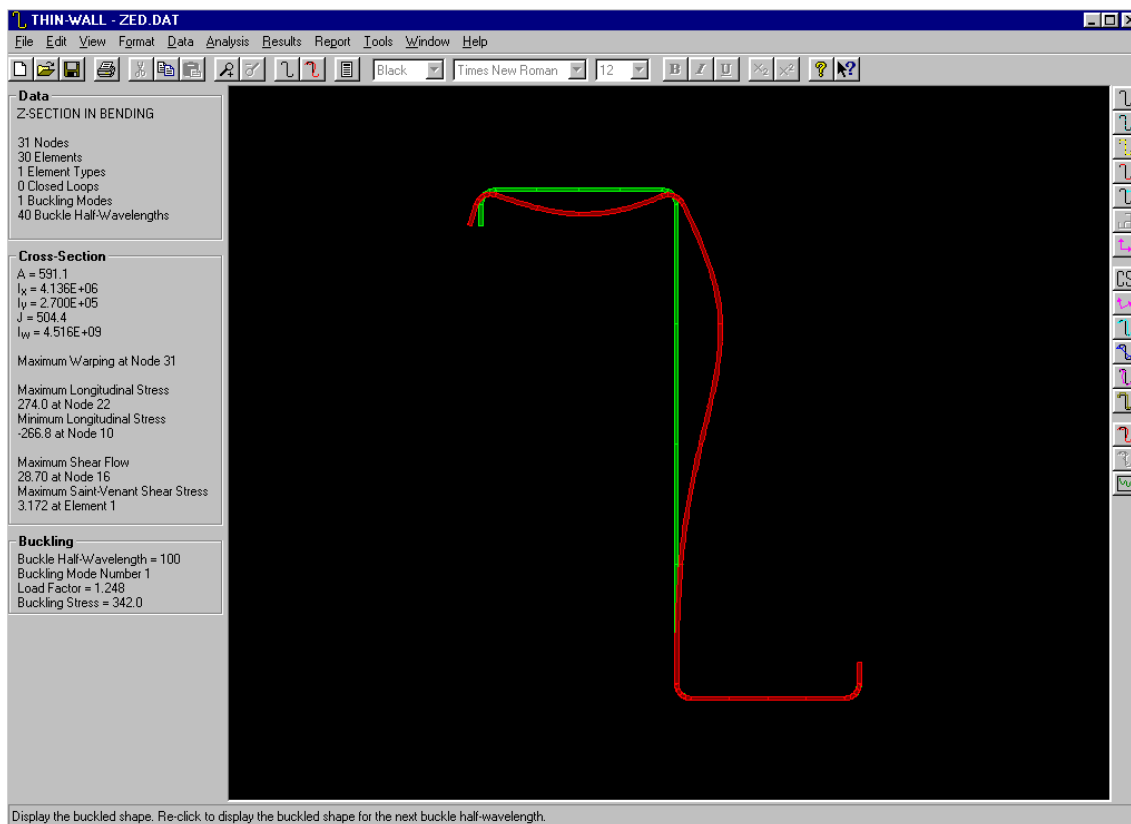 THIN-WALL - ZED.DAT
File Edit View Format Data Analysis Results Report Tools Window Help
Black Times New Roman 12 B I U X₂ X²
Data
Z-SECTION IN BENDING
31 Nodes
30 Elements
1 Element Types
0 Closed Loops
1 Buckling Modes
40 Buckle Half-Wavelengths
Cross-Section
A = 591.1
Ix = 4.136E+06
Iy = 2.700E+05
J = 504.4
Iw = 4.516E+09
Maximum Warping at Node 31
Maximum Longitudinal Stress
274.0 at Node 22
Minimum Longitudinal Stress
-266.8 at Node 10
Maximum Shear Flow
28.70 at Node 16
Maximum Saint-Venant Shear Stress
3.172 at Element 1
Buckling
Buckle Half-Wavelength = 100
Buckling Mode Number 1
Load Factor = 1.248
Buckling Stress = 342.0
CS
Display the buckled shape. Re-click to display the buckled shape for the next buckle half-wavelength.